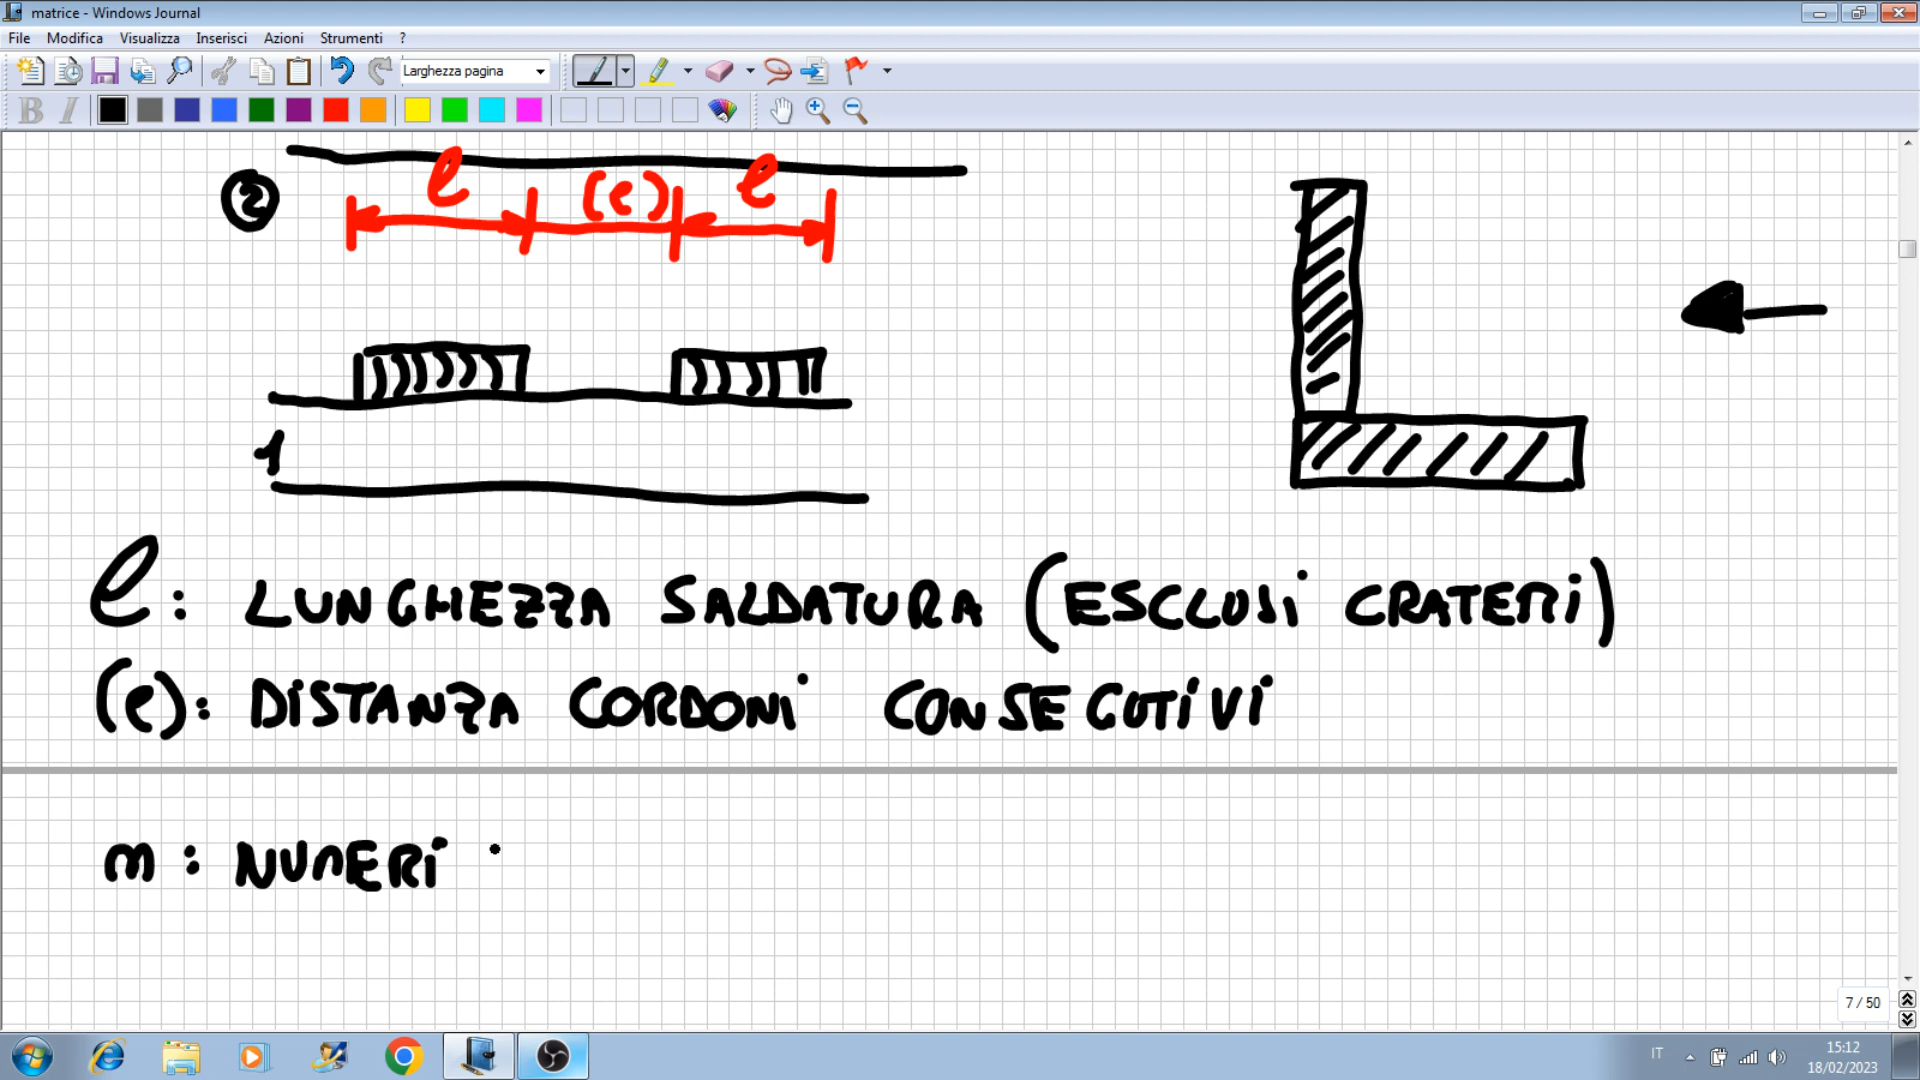 matrice - Windows Journal
File Modifica Visualizza Inserisci Azioni Strumenti ?
Larghezza pagina
B I
2 l (e) l
1
l: LUNGHEZZA SALDATURA (ESCLUSI CRATERI)
(e): DISTANZA CORDONI CONSECUTIVI
m: NUMERI
7 / 50
IT 15:12
18/02/2023